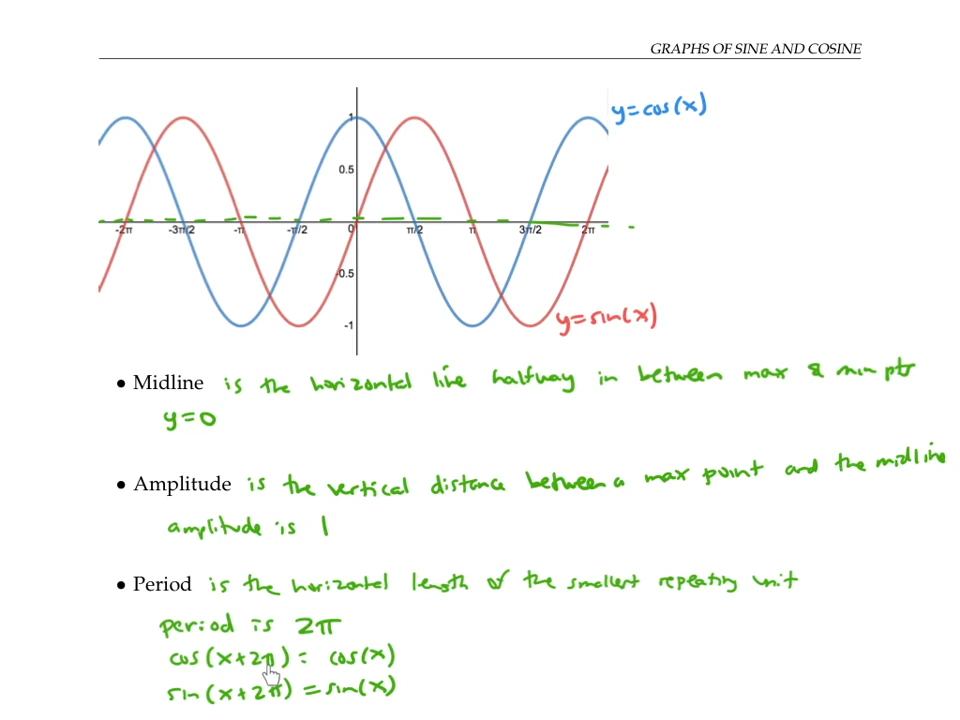 GRAPHS OF SINE AND COSINE
y=cos(x)
1
0.5
-2π -3π/2 -π -π/2 0 π/2 π 3π/2 2π
-0.5
-1
y=sin(x)
• Midline is the horizontal line halfway in between max & min pts
y=0
• Amplitude is the vertical distance between a max point and the midline
amplitude is 1
• Period is the horizontal length of the smallest repeating unit
period is 2π
cos(x+2π) = cos(x)
sin(x+2π) = sin(x)